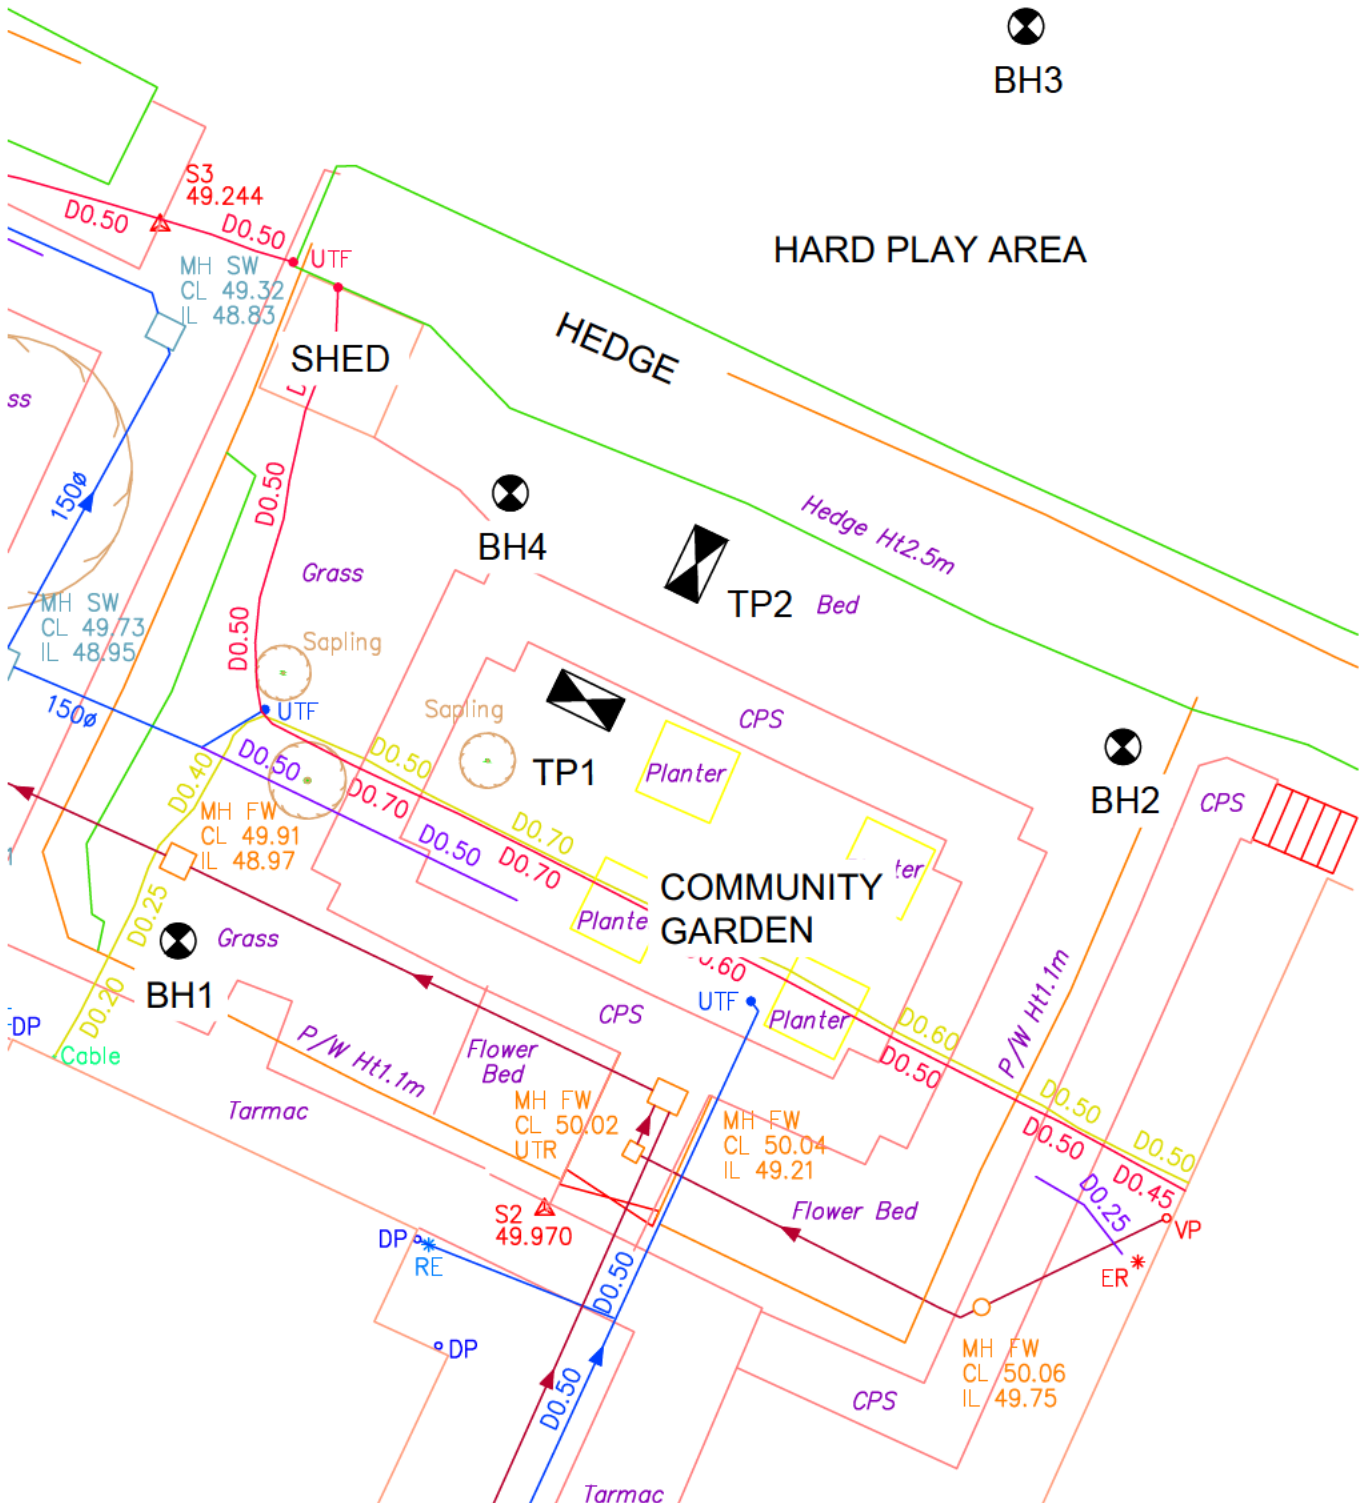 BH3
S3
49.244
D0.50
D0.50
UTF
HARD PLAY AREA
MH SW
CL 49.32
IL 48.83
HEDGE
SHED
ss
D0.50
150ø
Hedge Ht2.5m
BH4
Grass
TP2
Bed
MH SW
CL 49.73
IL 48.95
D0.50
Sapling
Sapling
150ø
UTF
CPS
D0.50
D0.50
D0.40
TP1
Planter
BH2
CPS
D0.70
MH FW
CL 49.91
IL 48.97
D0.70
D0.50
D0.70
ter
COMMUNITY
GARDEN
Plante
D0.25
Grass
BH1
0.60
P/W Ht1.1m
D0.20
UTF
CPS
Planter
D0.60
DP
Cable
P/W Ht1.1m
Flower
Bed
D0.50
D0.50
Tarmac
MH FW
CL 50.02
UTR
MH FW
CL 50.04
IL 49.21
D0.50
D0.50
D0.45
D0.25
S2
49.970
Flower Bed
VP
DP
RE
D0.50
ER
DP
MH FW
CL 50.06
IL 49.75
D0.50
CPS
Tarmac